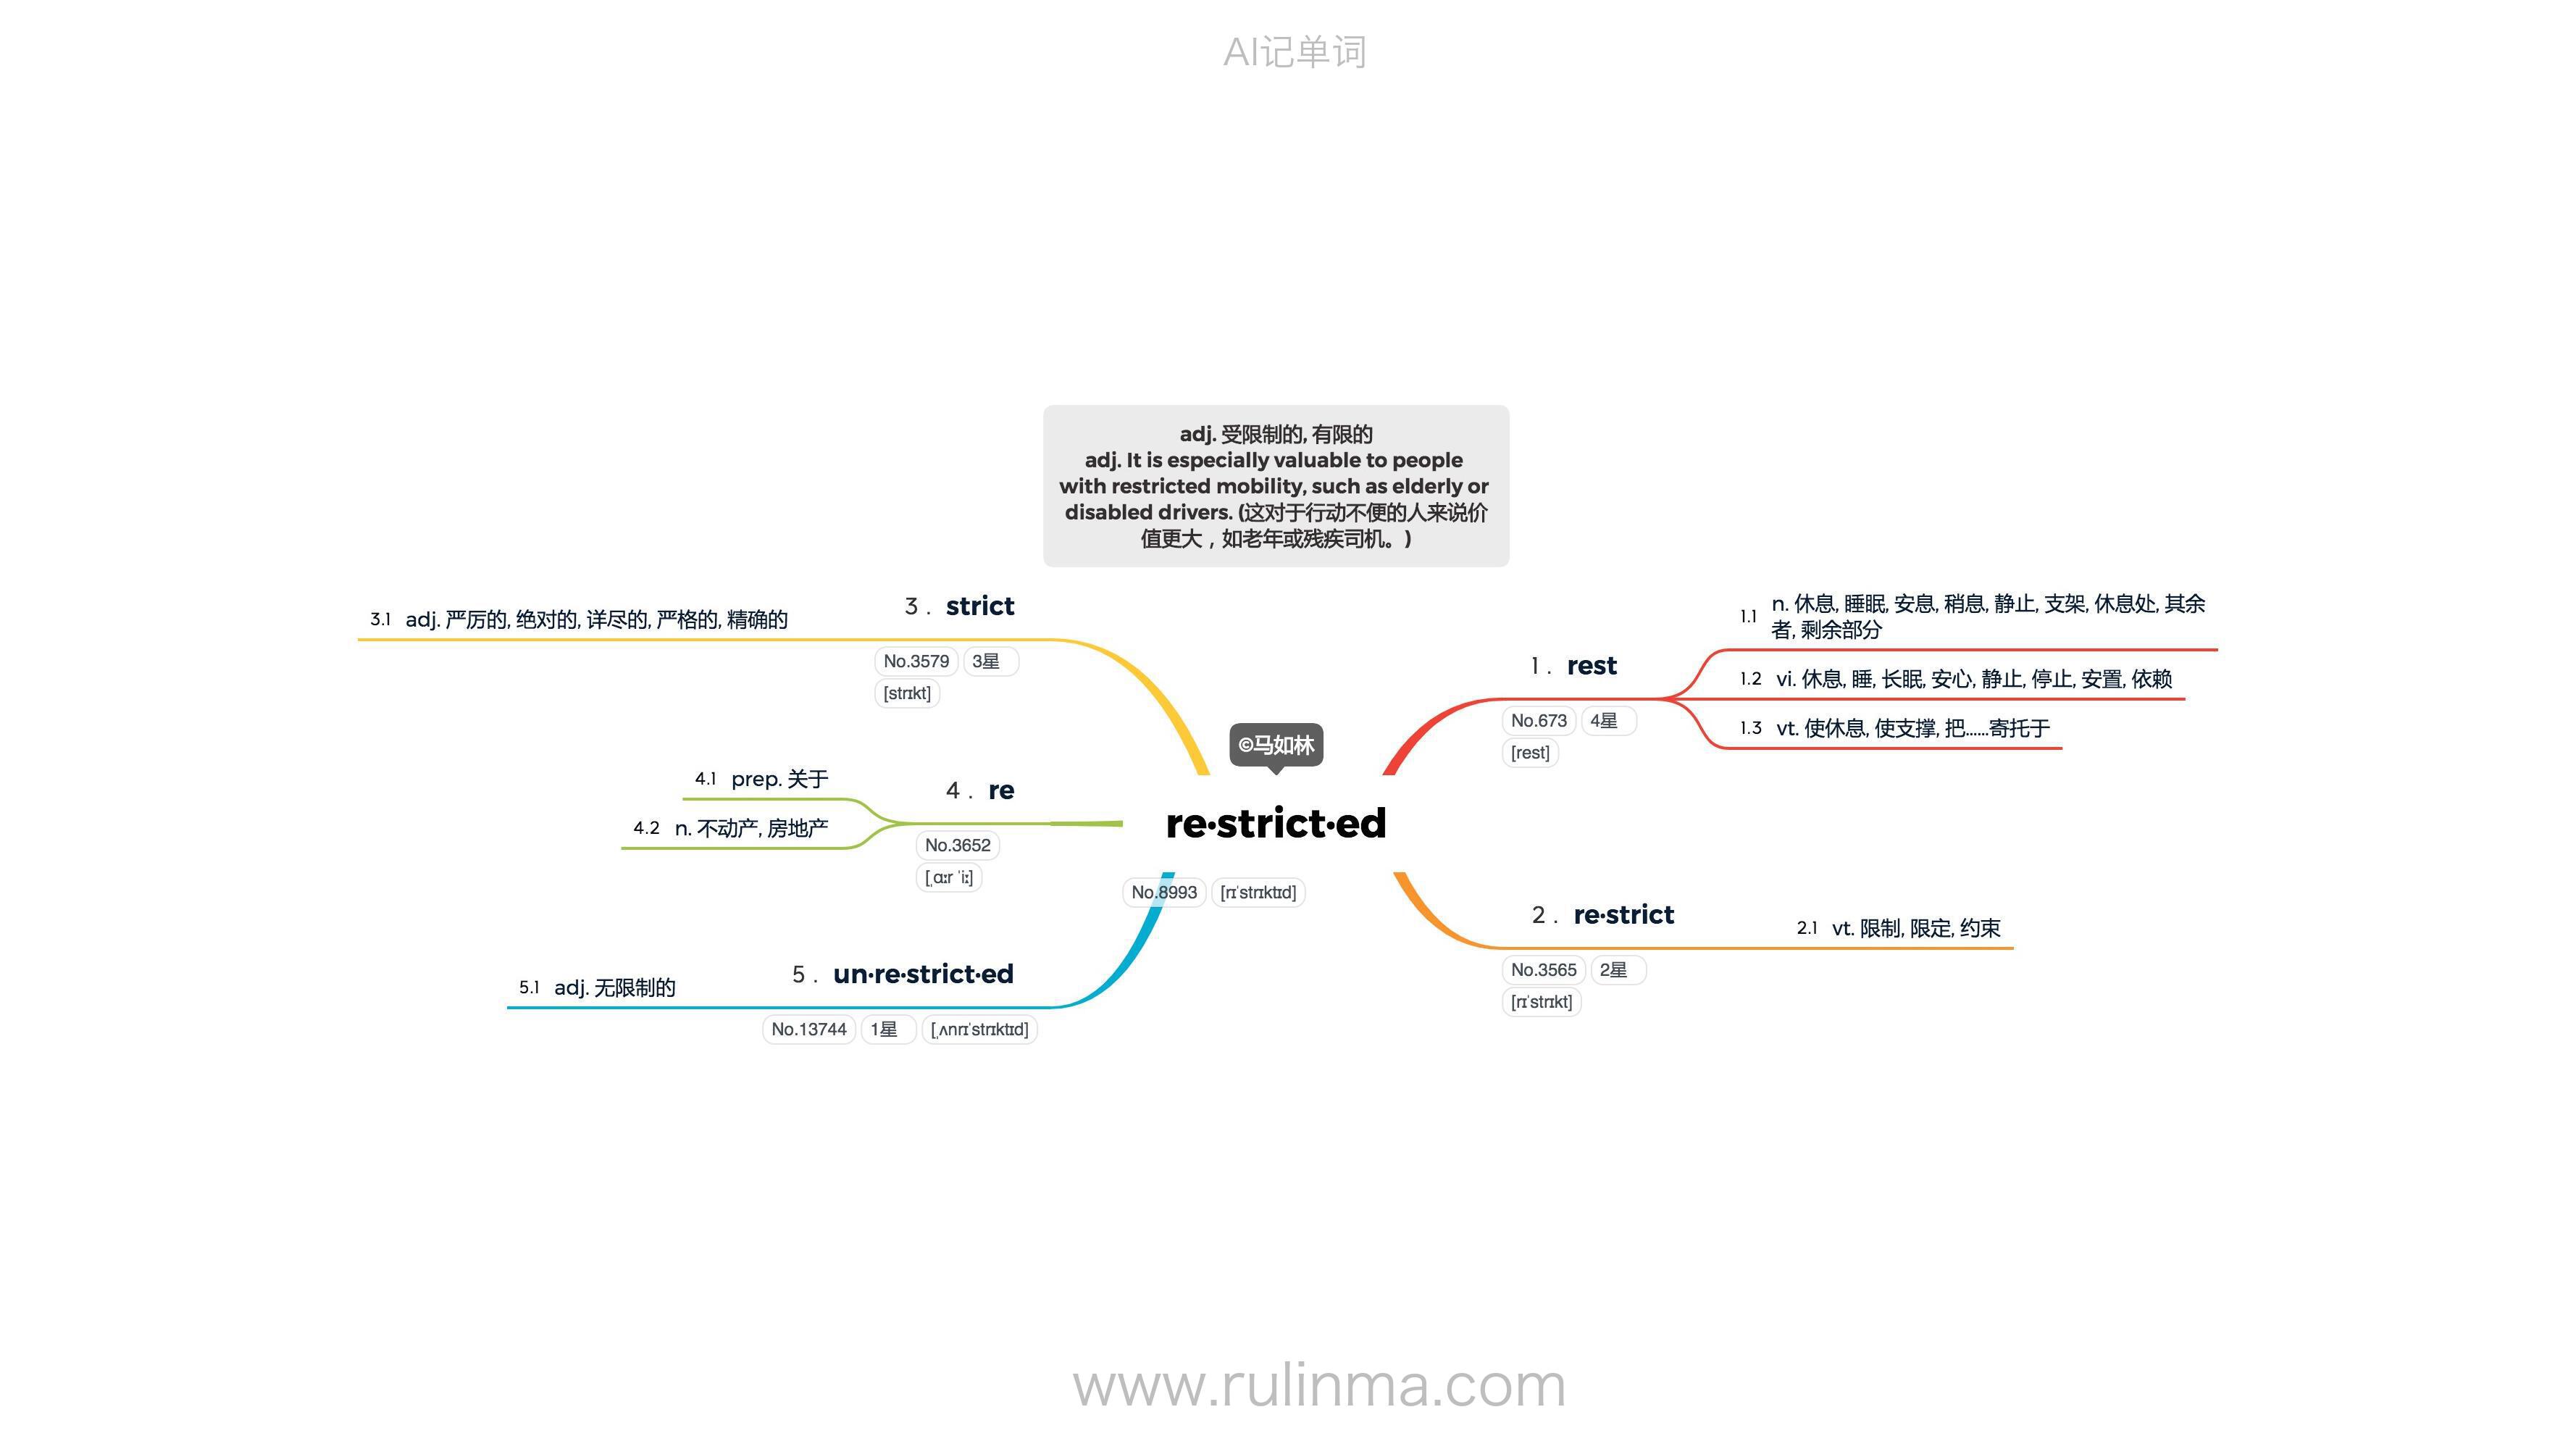 AI记单词
adj. 受限制的, 有限的
adj. It is especially valuable to people
with restricted mobility, such as elderly or
disabled drivers. (这对于行动不便的人来说价
值更大，如老年或残疾司机。)
3 . strict
3.1 adj. 严厉的, 绝对的, 详尽的, 严格的, 精确的
No.3579 3星
[strɪkt]
4 . re
4.1 prep. 关于
4.2 n. 不动产, 房地产
No.3652
[ˌɑːr ˈiː]
5 . un·re·strict·ed
5.1 adj. 无限制的
No.13744 1星 [ˌʌnrɪˈstrɪktɪd]
©马如林
re·strict·ed
No.8993 [rɪˈstrɪktɪd]
1 . rest
No.673 4星
[rest]
1.1 n. 休息, 睡眠, 安息, 稍息, 静止, 支架, 休息处, 其余
者, 剩余部分
1.2 vi. 休息, 睡, 长眠, 安心, 静止, 停止, 安置, 依赖
1.3 vt. 使休息, 使支撑, 把……寄托于
2 . re·strict
2.1 vt. 限制, 限定, 约束
No.3565 2星
[rɪˈstrɪkt]
www.rulinma.com